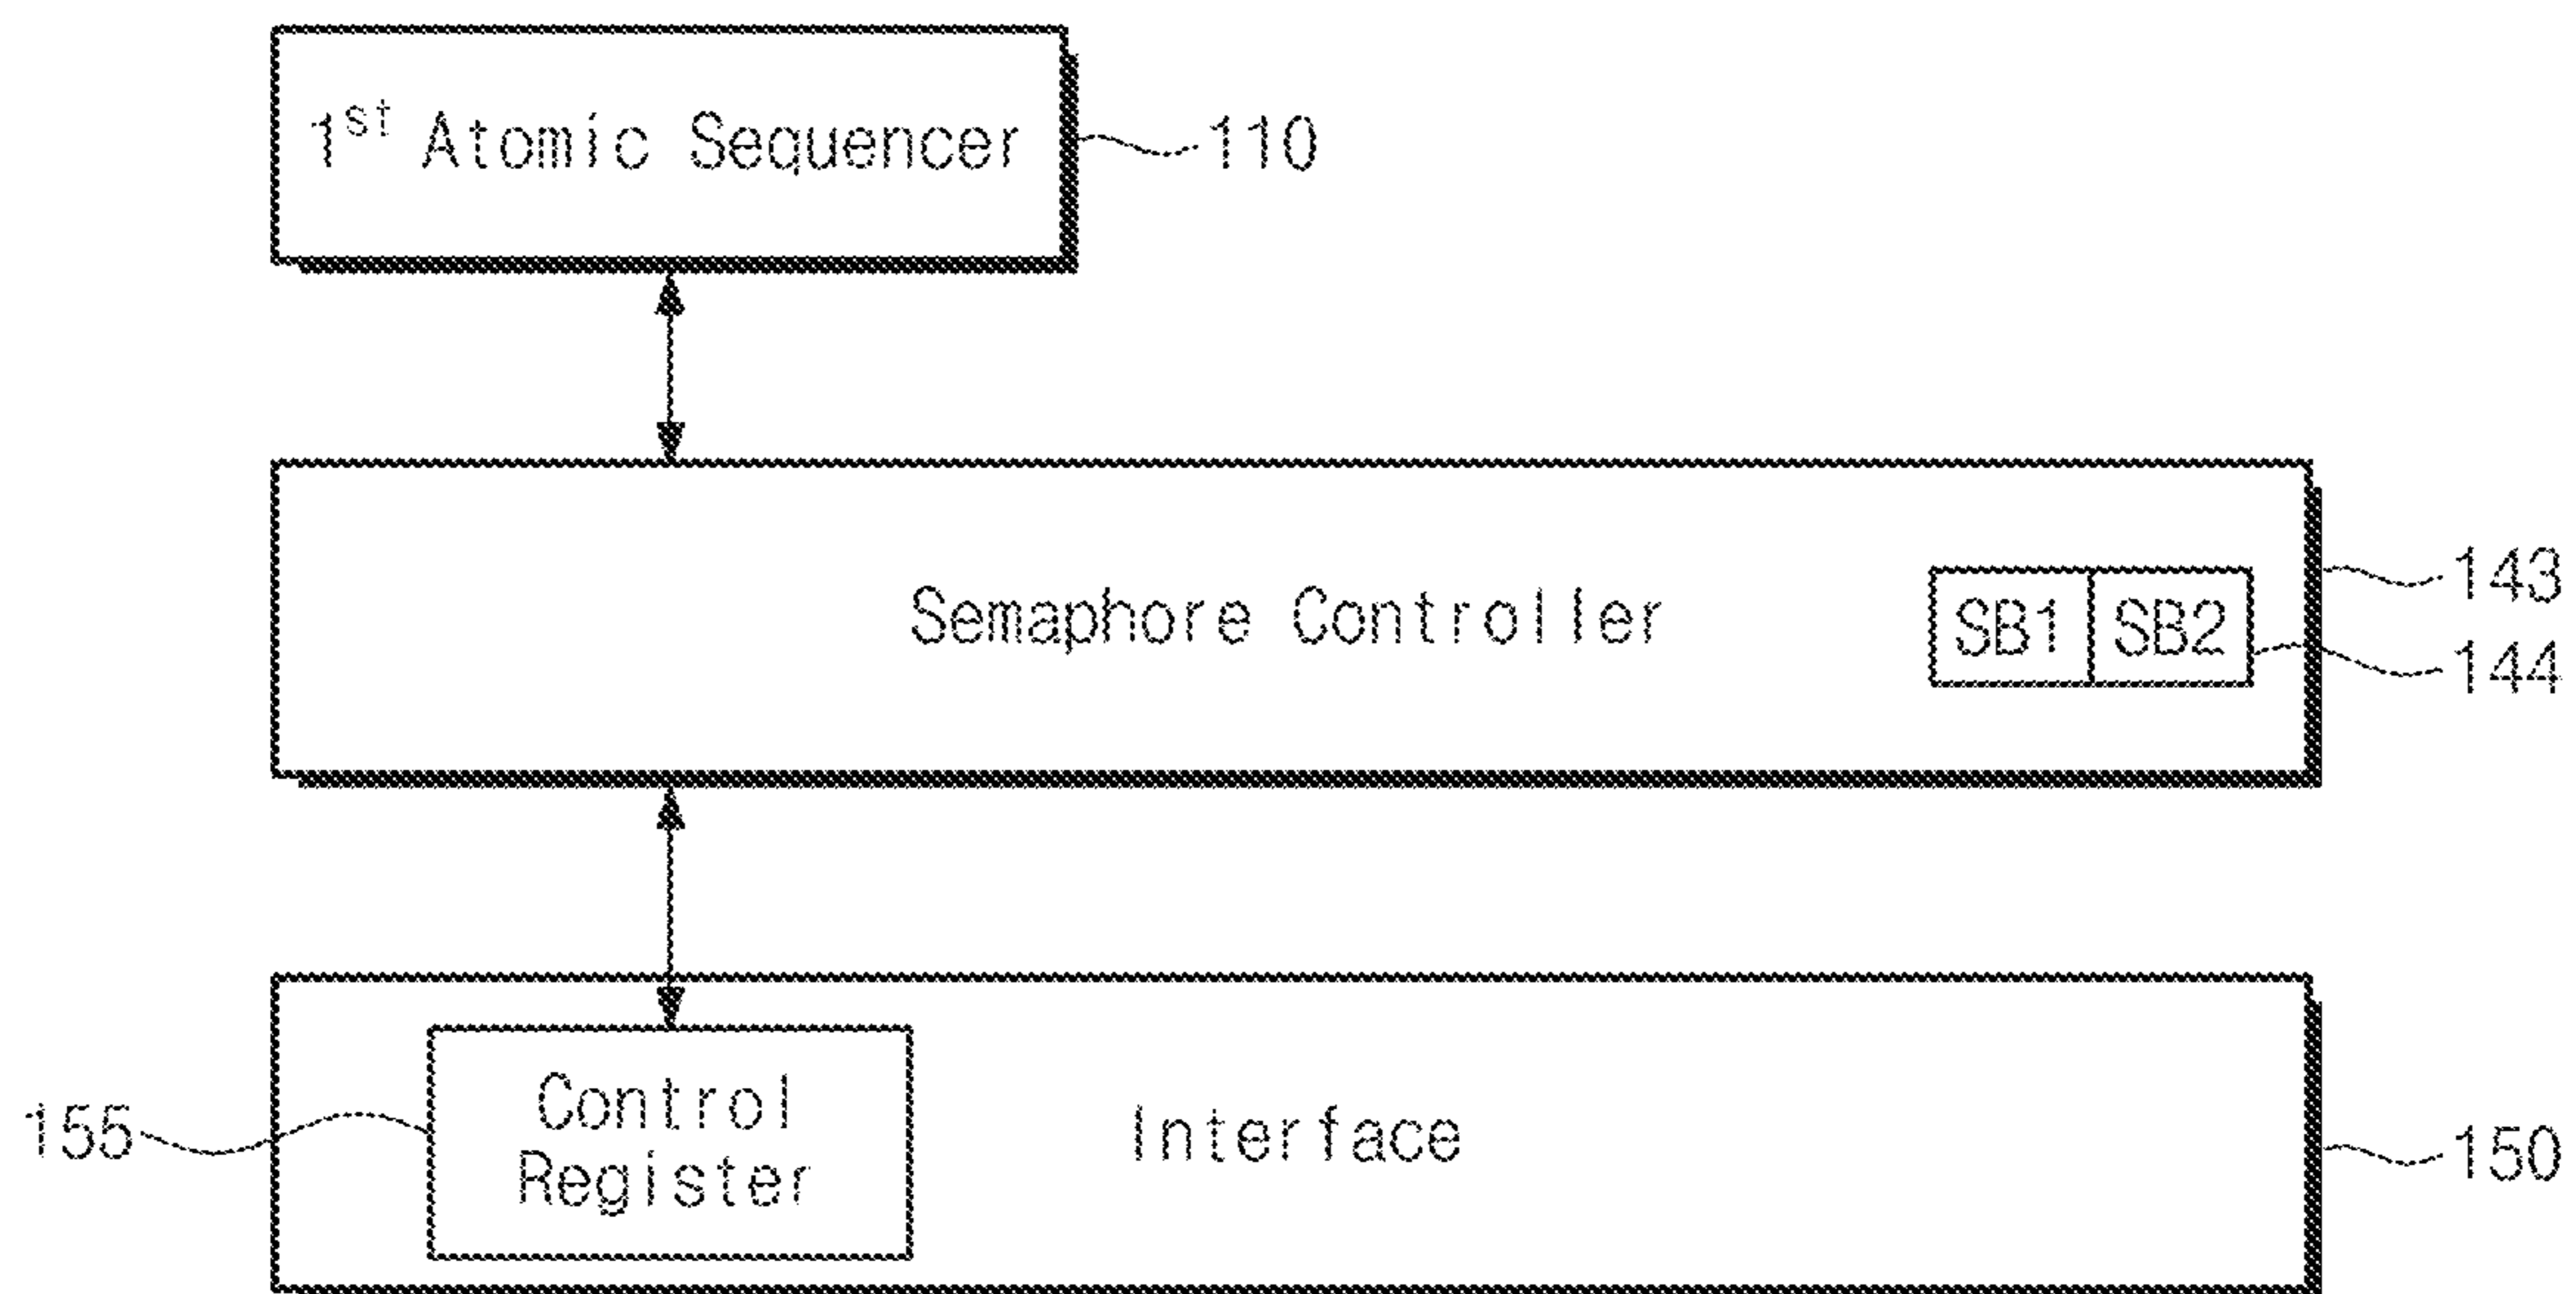 1st Atomic Sequencer
110
Semaphore Controller
SB1 SB2
143
144
155
Control
Register
Interface
150